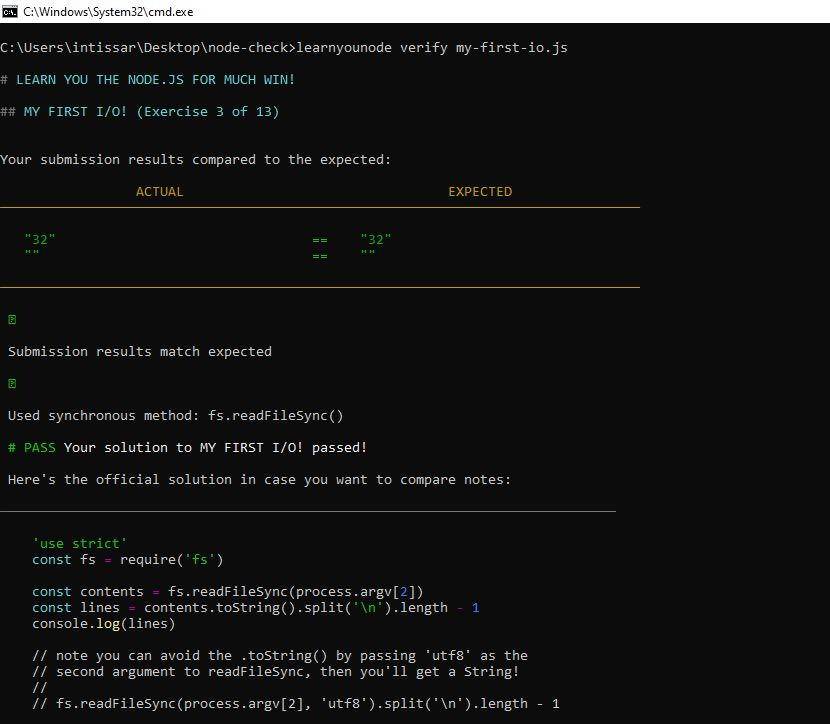 C:\Windows\System32\cmd.exe
C:\Users\intissar\Desktop\node-check>learnyounode verify my-first-io.js
# LEARN YOU THE NODE.JS FOR MUCH WIN!
## MY FIRST I/O! (Exercise 3 of 13)
Your submission results compared to the expected:
ACTUAL EXPECTED
"32" == "32"
"" == ""
Submission results match expected
Used synchronous method: fs.readFileSync()
# PASS Your solution to MY FIRST I/O! passed!
Here's the official solution in case you want to compare notes:
'use strict'
const fs = require('fs')
const contents = fs.readFileSync(process.argv[2])
const lines = contents.toString().split('\n').length - 1
console.log(lines)
// note you can avoid the .toString() by passing 'utf8' as the
// second argument to readFileSync, then you'll get a String!
//
// fs.readFileSync(process.argv[2], 'utf8').split('\n').length - 1